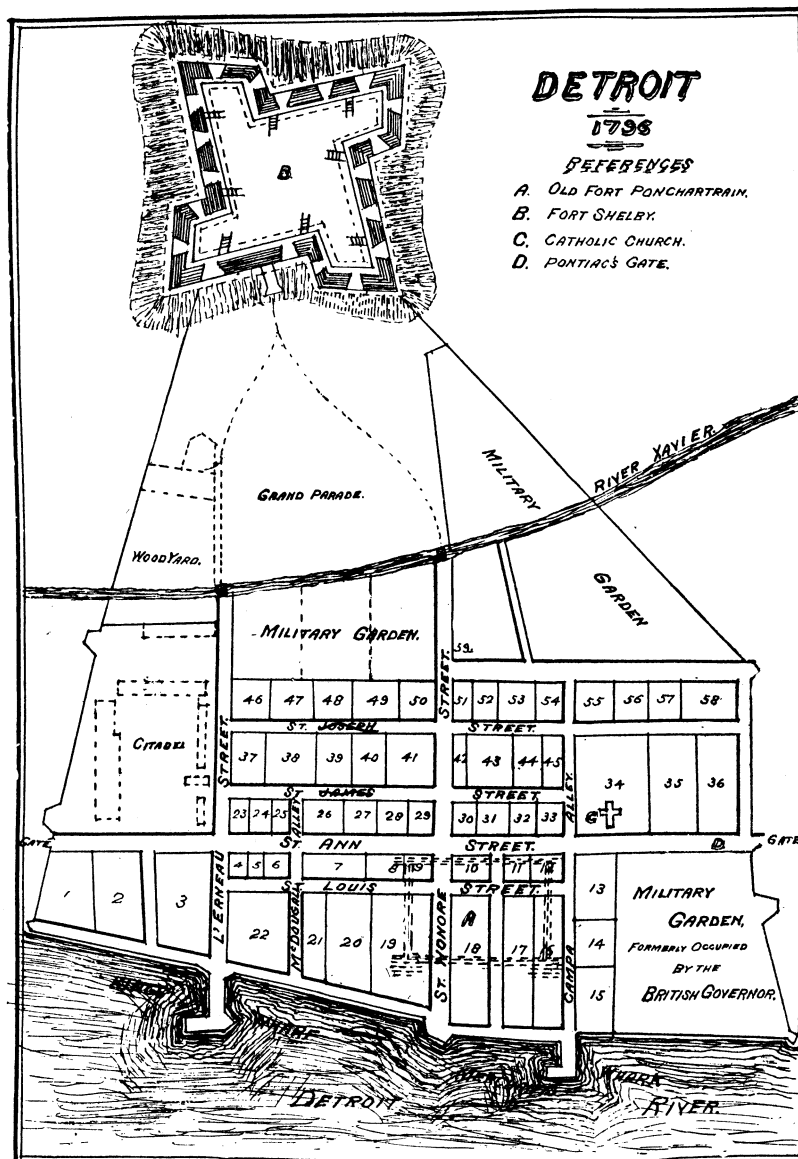 DETROIT
1796
REFERENCES
A. OLD FORT PONCHARTRAIN.
B. FORT SHELBY.
C. CATHOLIC CHURCH.
D. PONTIAC'S GATE.
B.
RIVER XAVIER.
MILITARY
GARDEN
GRAND PARADE.
WOODYARD.
MILITARY GARDEN.
59.
46 47 48 49 50 51 52 53 54 55 56 57 58
STREET.
ST. JOSEPH STREET.
CITADEL
STREET.
37 38 39 40 41 42 43 44 45
34 35 36
ST JAMES STREET.
ALLEY
ALLEY.
23 24 25 26 27 28 29 30 31 32 33
C
GATE
ST. ANN STREET.
D.
GATE
4 5 6 7 8 9 10 11 12
ST LOUIS STREET.
1 2 3
13
MILITARY
GARDEN,
FORMERLY OCCUPIED
BY THE
BRITISH GOVERNOR.
L'ERNEAU
McDOUGALL
ST. HONORE
CAMPA
A
22 21 20 19 18 17 16
14
15
WHARF
WHARF
DETROIT RIVER.